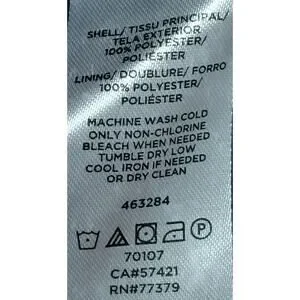 SHELL/ TISSU PRINCIPAL/
TELA EXTERIOR
100% POLYESTER/
POLIÉSTER
LINING/ DOUBLURE/ FORRO
100% POLYESTER/
POLIÉSTER
MACHINE WASH COLD
ONLY NON-CHLORINE
BLEACH WHEN NEEDED
TUMBLE DRY LOW
COOL IRON IF NEEDED
OR DRY CLEAN
463284
P
70107
CA#57421
RN#77379